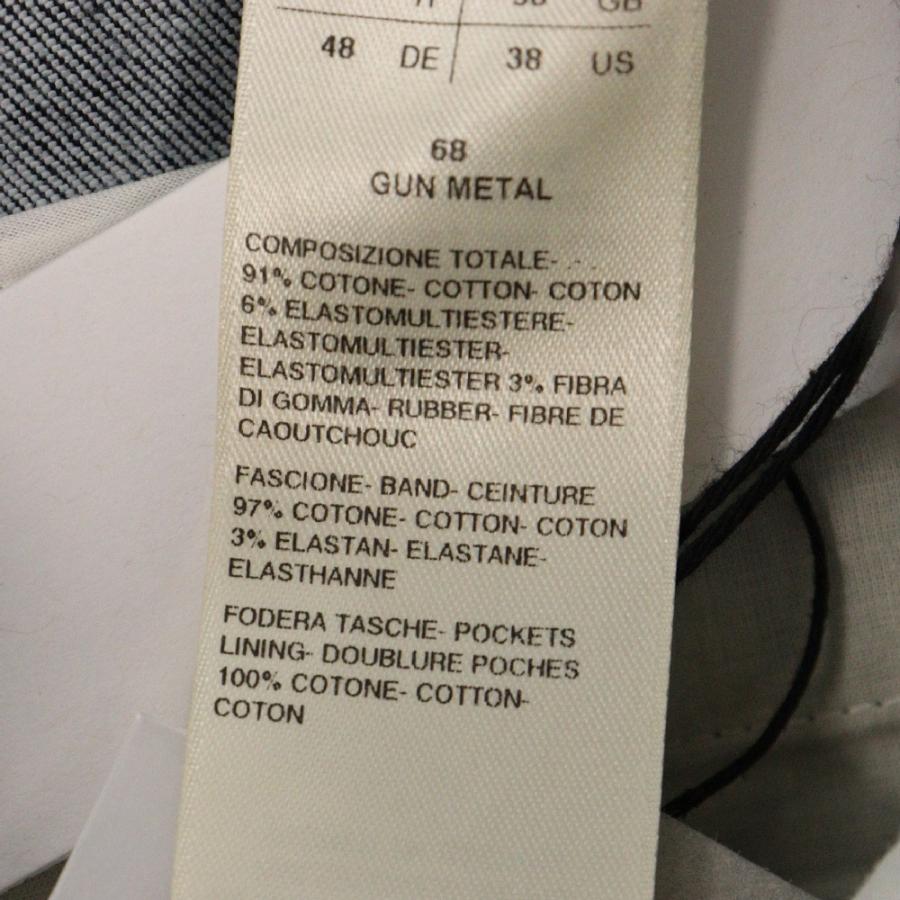 GB
48 DE 38 US
68
GUN METAL
COMPOSIZIONE TOTALE- - -
91% COTONE- COTTON- COTON
6% ELASTOMULTIESTERE-
ELASTOMULTIESTER-
ELASTOMULTIESTER 3% FIBRA
DI GOMMA- RUBBER- FIBRE DE
CAOUTCHOUC
FASCIONE- BAND- CEINTURE
97% COTONE- COTTON- COTON
3% ELASTAN- ELASTANE-
ELASTHANNE
FODERA TASCHE- POCKETS
LINING- DOUBLURE POCHES
100% COTONE- COTTON-
COTON